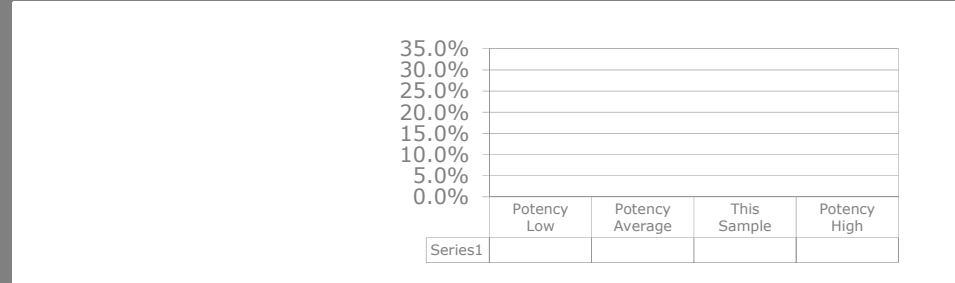 35.0%
30.0%
25.0%
20.0%
15.0%
10.0%
5.0%
0.0%
Potency Low
Potency Average
This Sample
Potency High
Series1